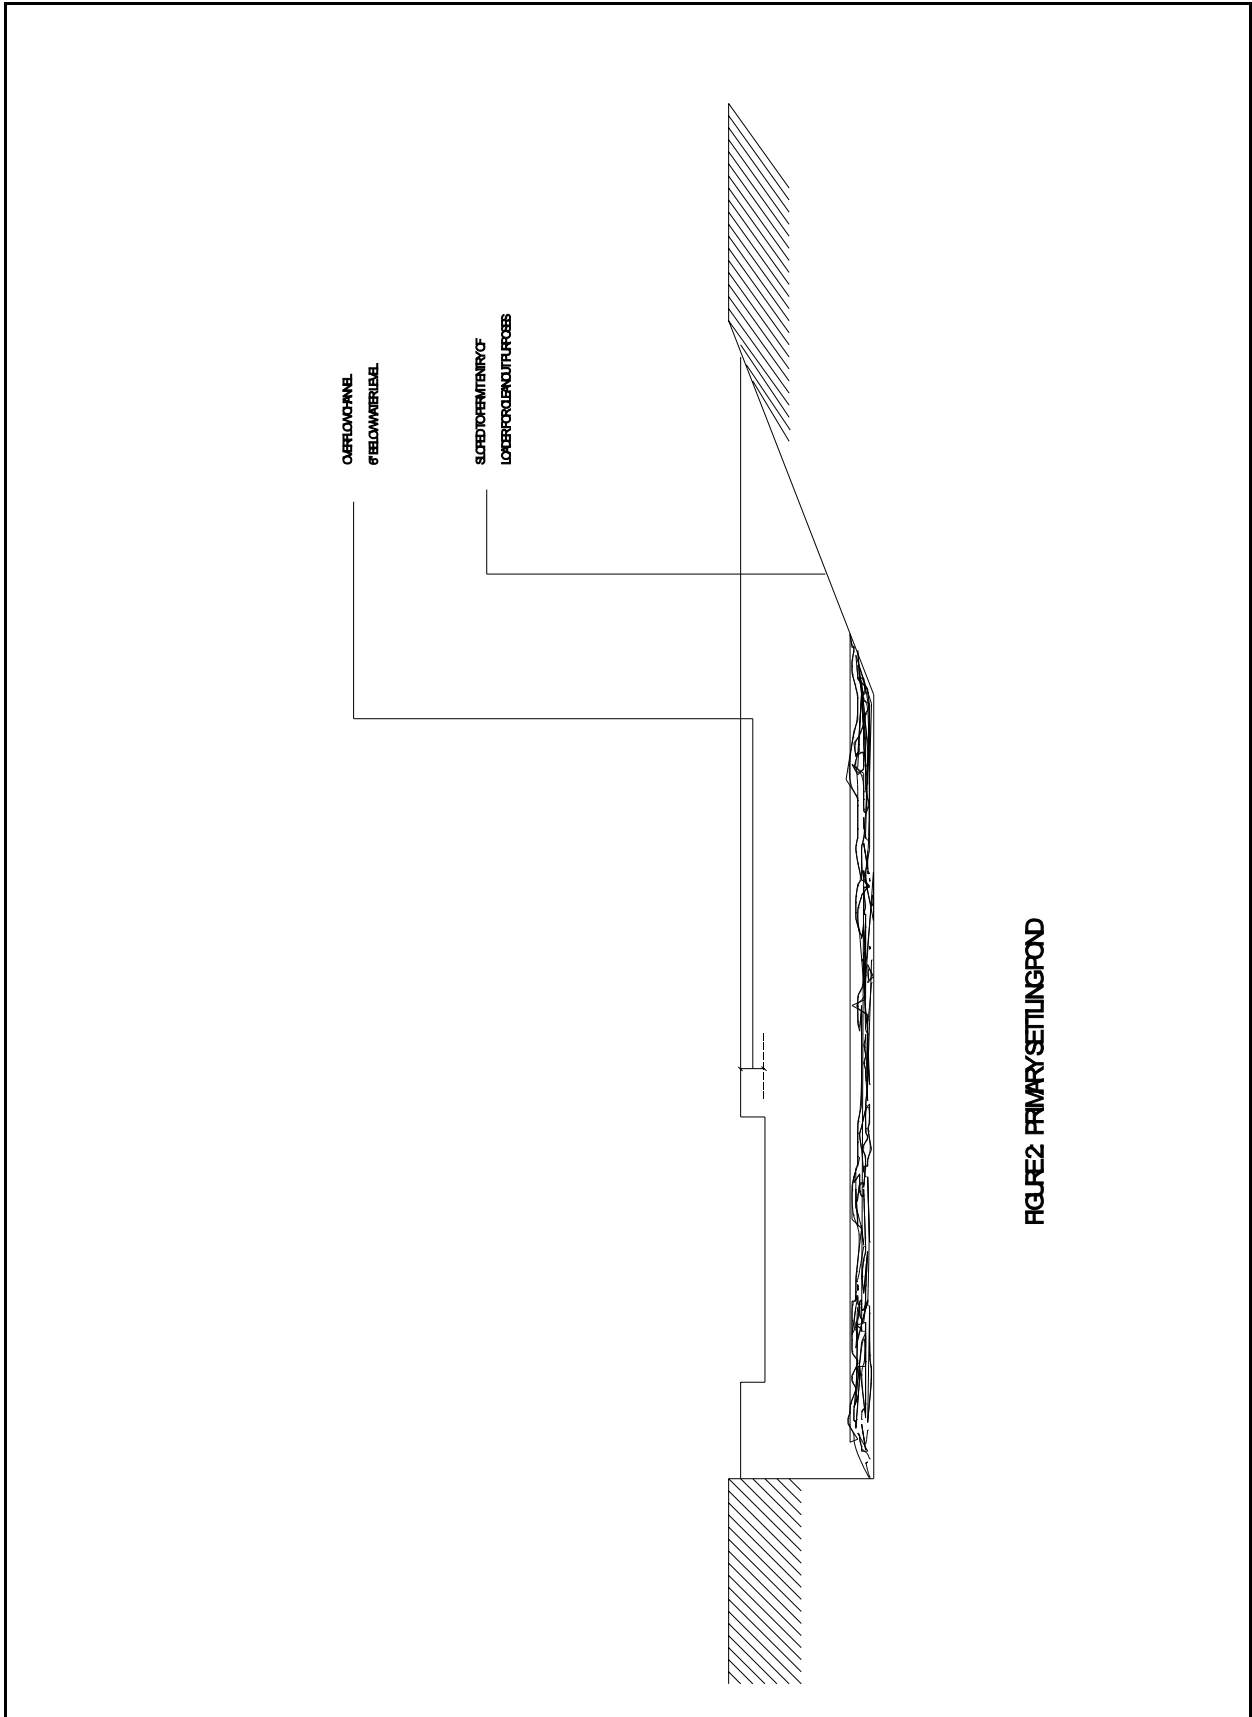 OVERFLOW CHANNEL
6" BELOW WATER LEVEL
SLOPED TO PERMIT ENTRY OF
LOADER FOR CLEANOUT PURPOSES
FIGURE 2: PRIMARY SETTLING POND